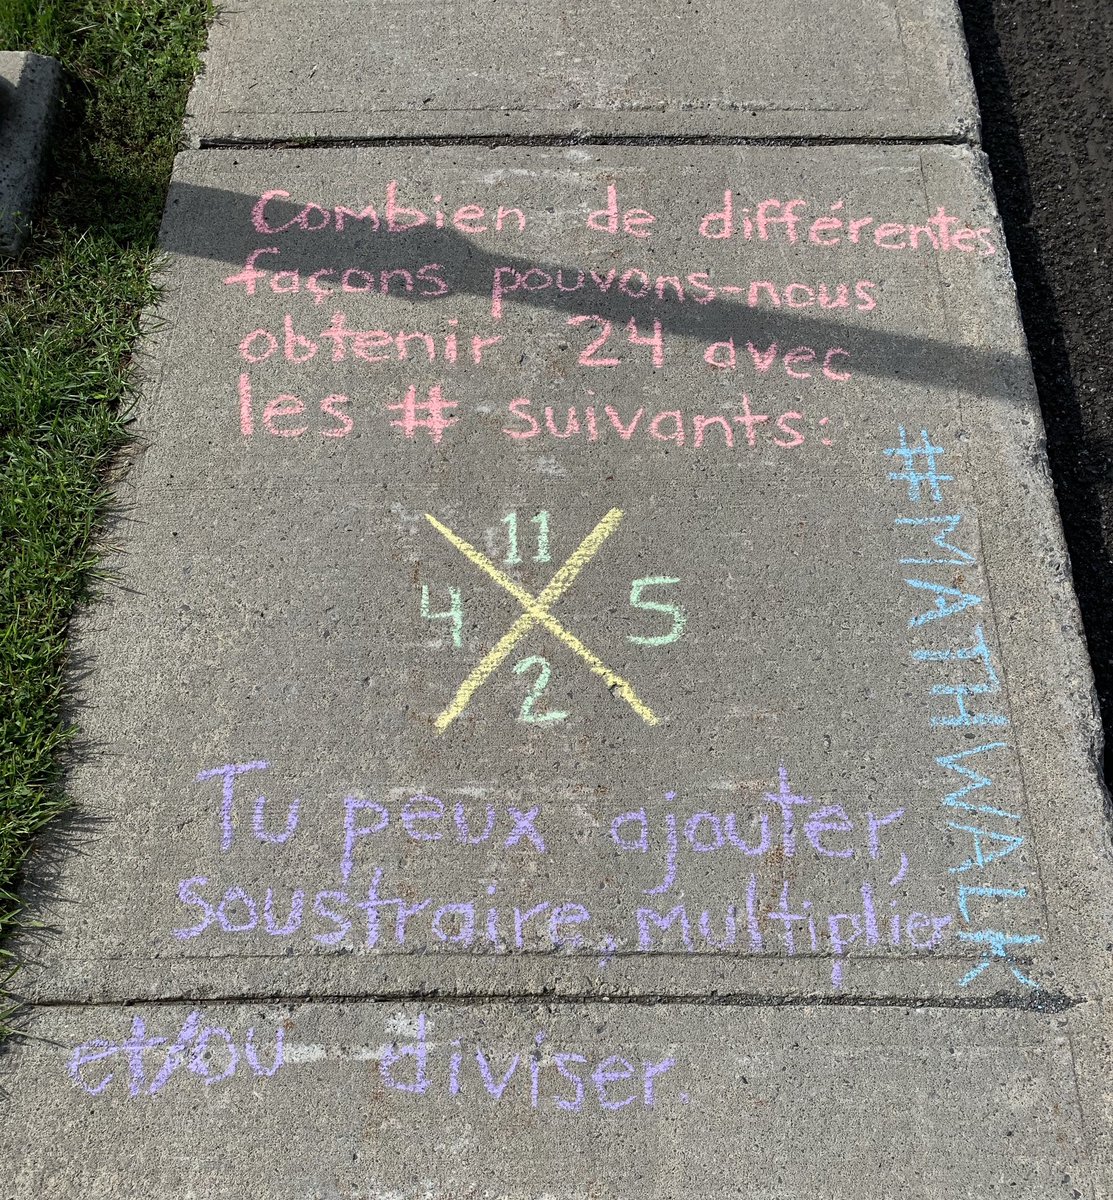 Combien de différentes
façons pouvons-nous
obtenir 24 avec
les # suivants:
11
4 5
2
Tu peux ajouter,
soustraire, multiplier
et/ou diviser.
#MATHWALK